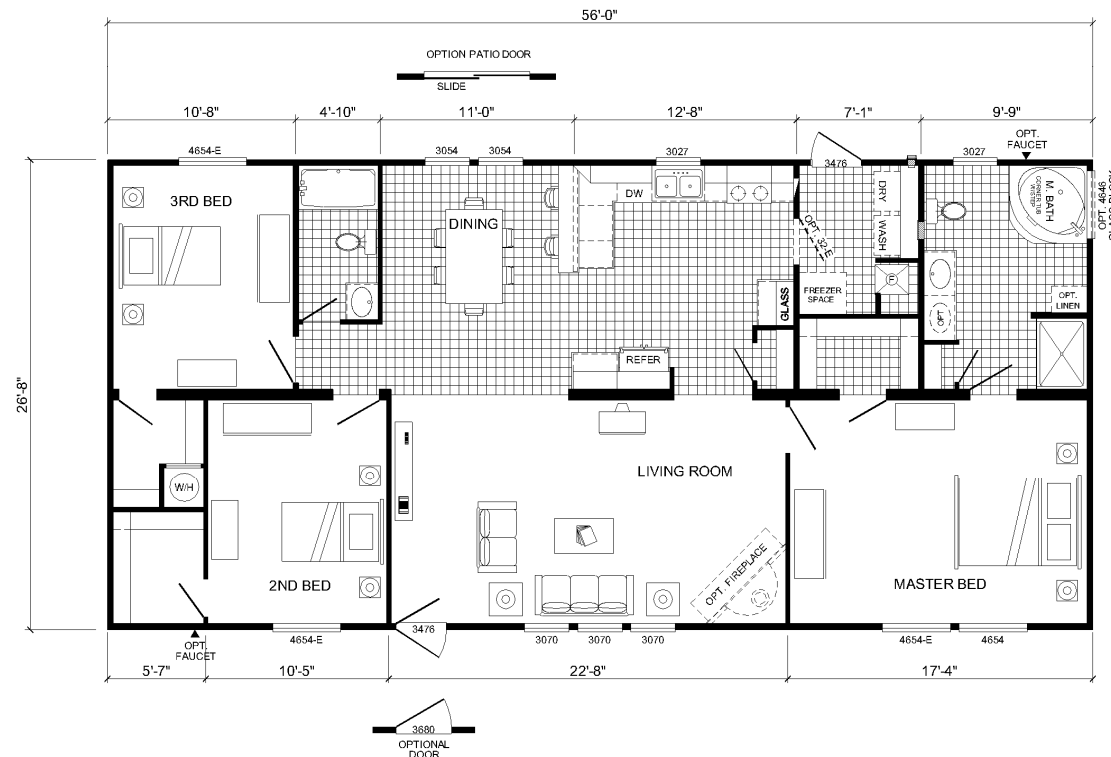 56'-0"
OPTION PATIO DOOR
SLIDE
10'-8"
4'-10"
11'-0"
12'-8"
7'-1"
9'-9"
OPT.
FAUCET
4654-E
3054
3054
3027
3476
3027
3RD BED
DINING
DW
DRY
WASH
OPT. 32-E
M. BATH
CORNER TUB
W/STEP
OPT. 4646
FREEZER
SPACE
E
GLASS
OPT.
LINEN
OPT
REFER
26'-8"
LIVING ROOM
W/H
2ND BED
OPT. FIREPLACE
MASTER BED
3476
4654-E
3070
3070
3070
4654-E
4654
OPT.
FAUCET
5'-7"
10'-5"
22'-8"
17'-4"
3680
OPTIONAL
DOOR